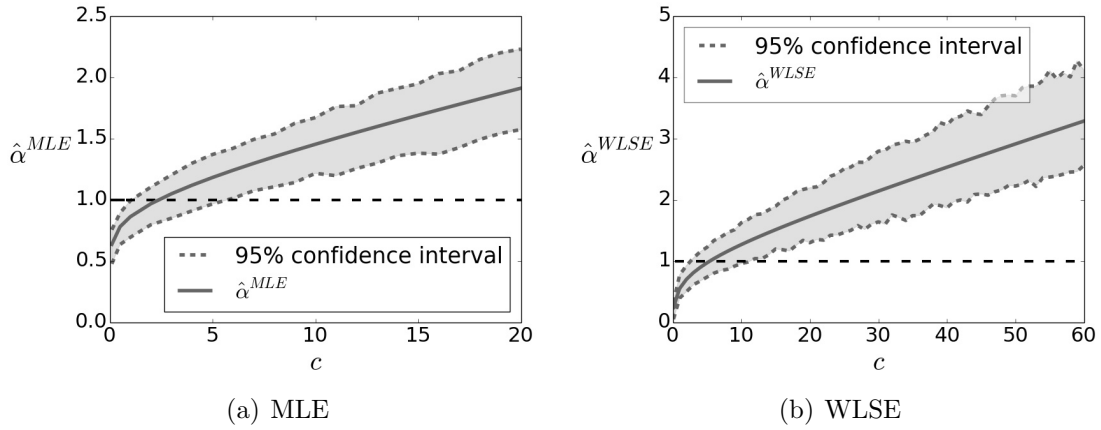 2.5
2.0
1.5
1.0
0.5
0.0
α̂^{MLE}
95% confidence interval
α̂^{MLE}
0 5 10 15 20
c
(a) MLE
5
4
3
2
1
0
α̂^{WLSE}
95% confidence interval
α̂^{WLSE}
0 10 20 30 40 50 60
c
(b) WLSE